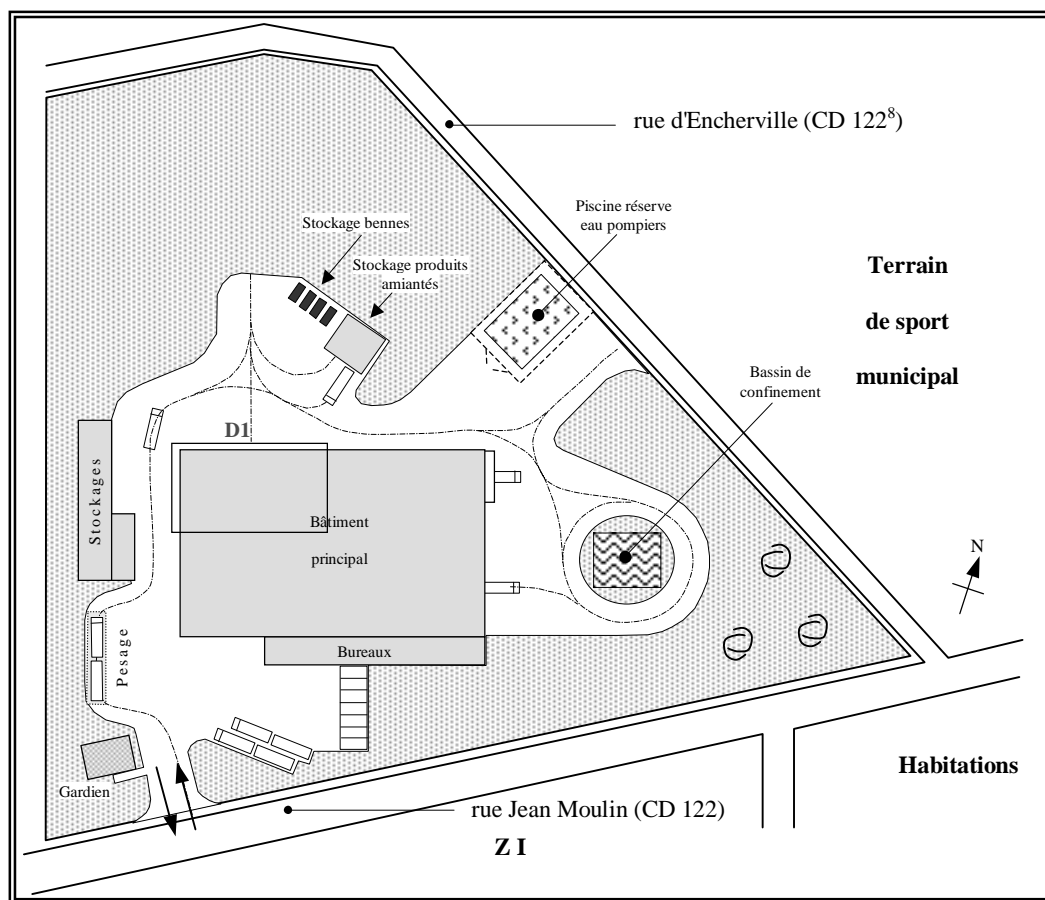 rue d'Encherville (CD 122⁸)
Piscine réserve
eau pompiers
Stockage bennes
Stockage produits
amiantés
Terrain
de sport
municipal
Bassin de
confinement
D1
Stockages
Bâtiment
principal
N
Pesage
Bureaux
Gardien
Habitations
rue Jean Moulin (CD 122)
Z I